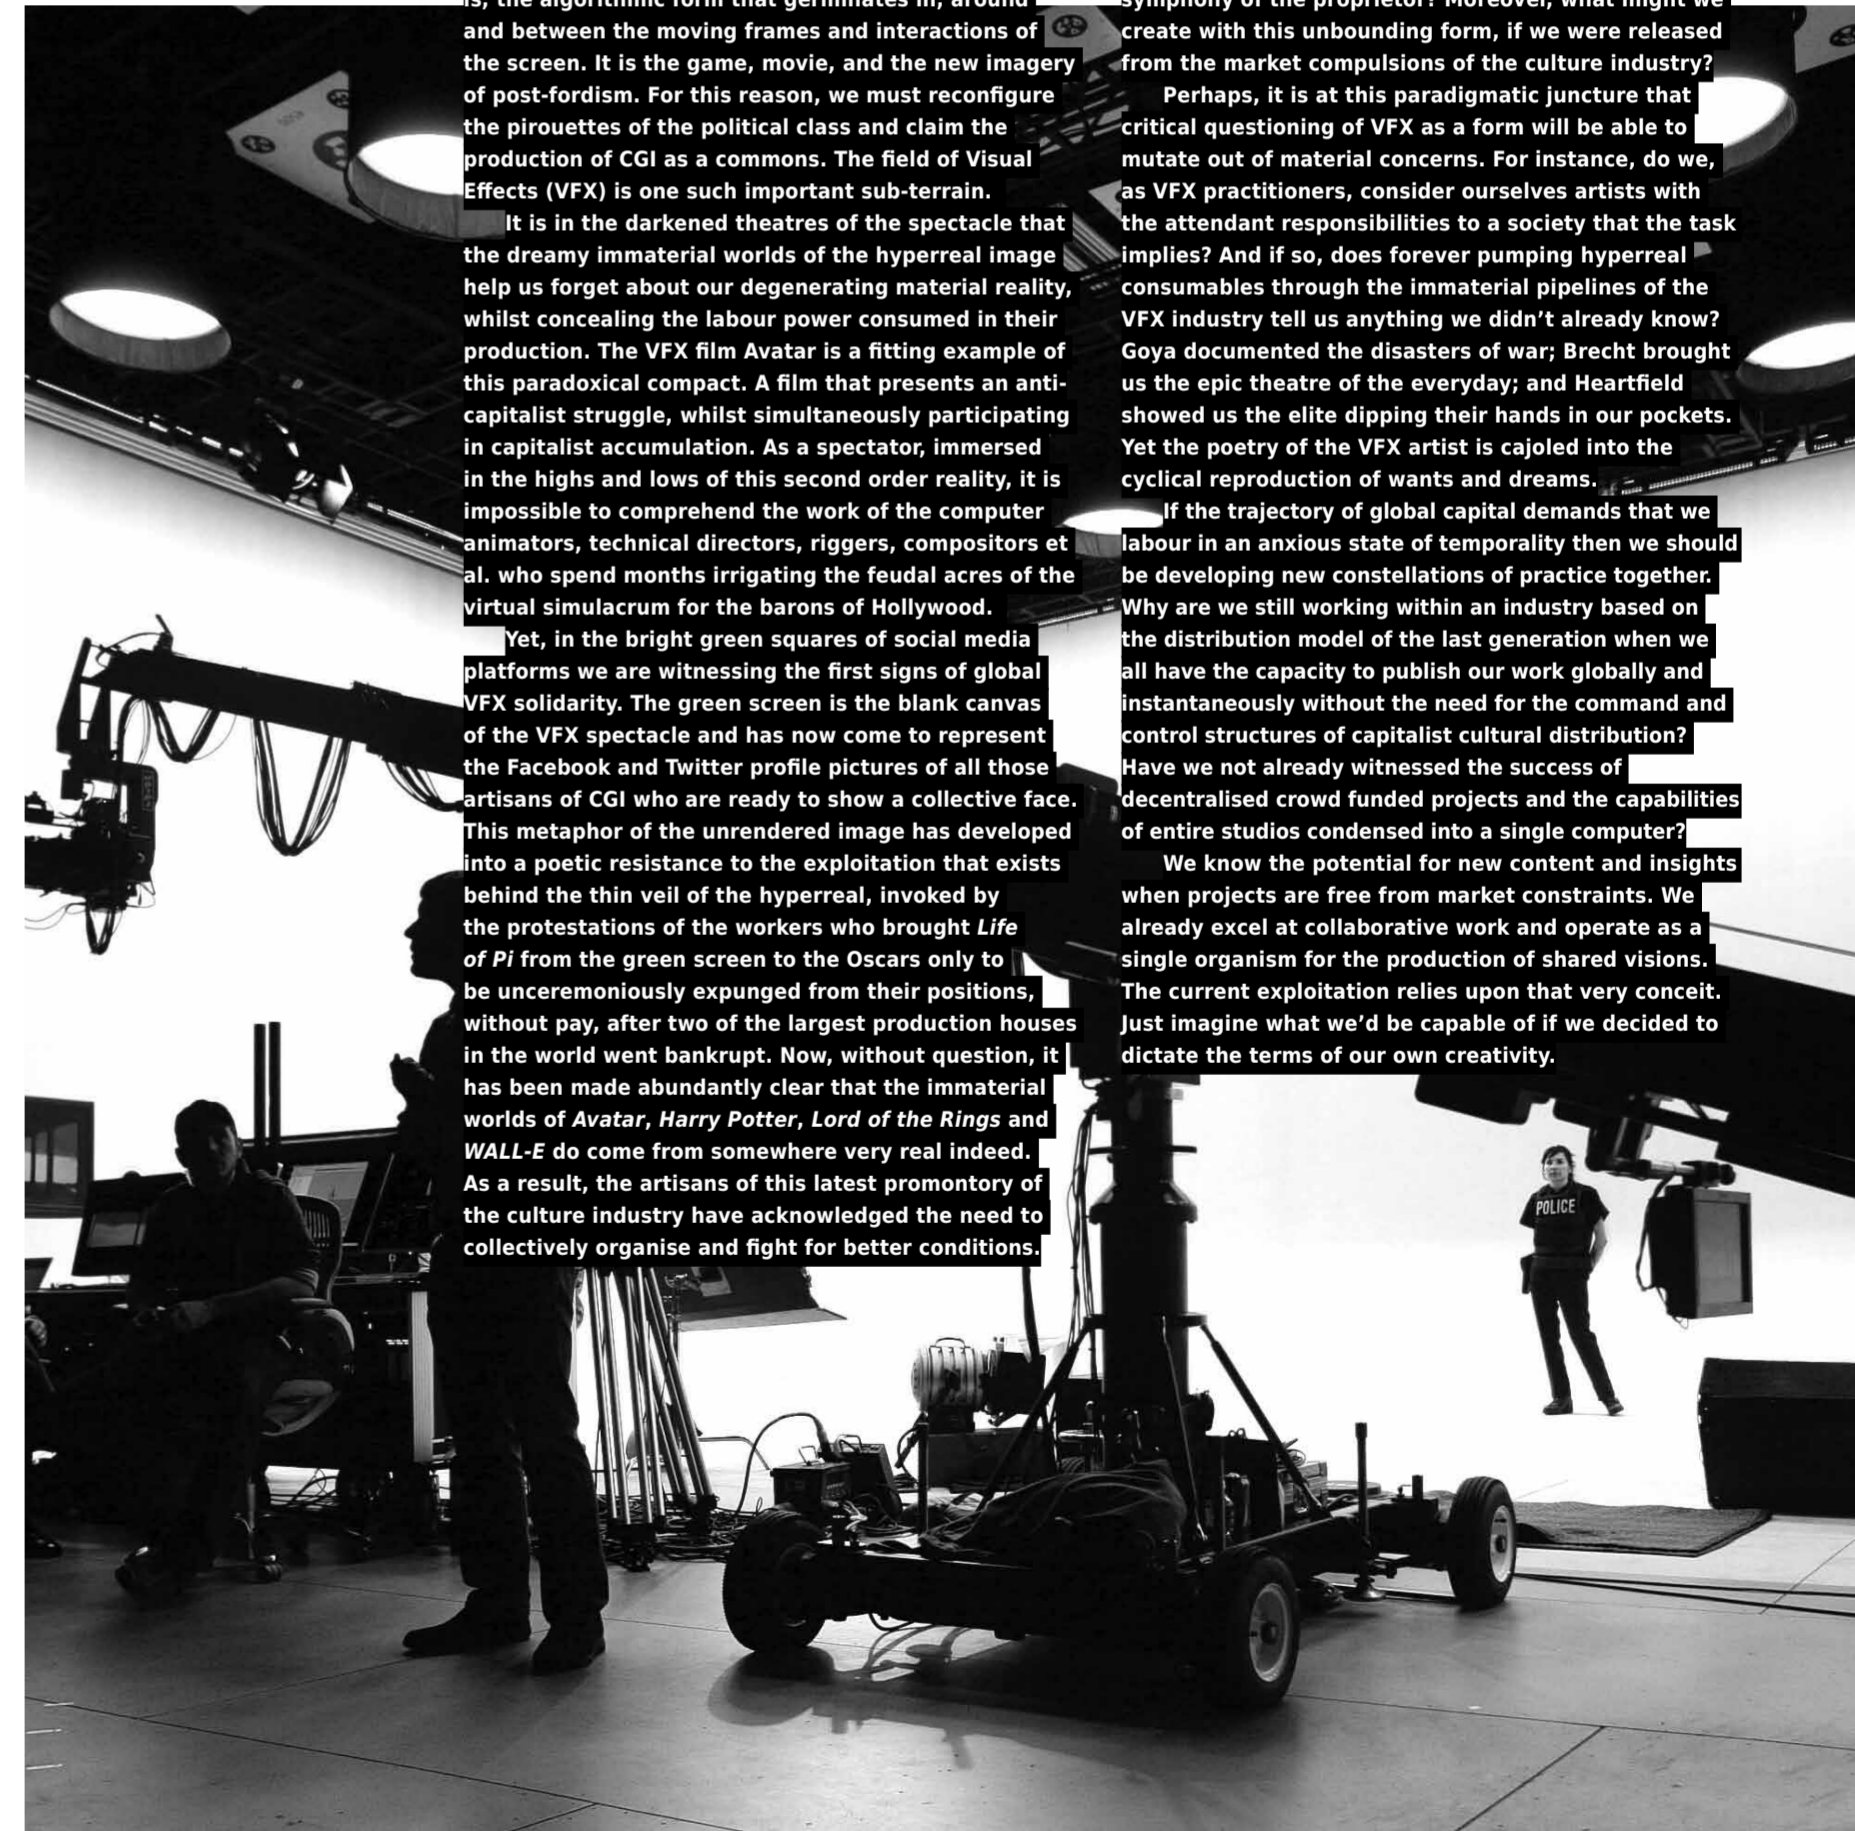 is, the algorithmic form that germinates in, around
and between the moving frames and interactions of
the screen. It is the game, movie, and the new imagery
of post-fordism. For this reason, we must reconfigure
the pirouettes of the political class and claim the
production of CGI as a commons. The field of Visual
Effects (VFX) is one such important sub-terrain.
It is in the darkened theatres of the spectacle that
the dreamy immaterial worlds of the hyperreal image
help us forget about our degenerating material reality,
whilst concealing the labour power consumed in their
production. The VFX film Avatar is a fitting example of
this paradoxical compact. A film that presents an anti-
capitalist struggle, whilst simultaneously participating
in capitalist accumulation. As a spectator, immersed
in the highs and lows of this second order reality, it is
impossible to comprehend the work of the computer
animators, technical directors, riggers, compositors et
al. who spend months irrigating the feudal acres of the
virtual simulacrum for the barons of Hollywood.
Yet, in the bright green squares of social media
platforms we are witnessing the first signs of global
VFX solidarity. The green screen is the blank canvas
of the VFX spectacle and has now come to represent
the Facebook and Twitter profile pictures of all those
artisans of CGI who are ready to show a collective face.
This metaphor of the unrendered image has developed
into a poetic resistance to the exploitation that exists
behind the thin veil of the hyperreal, invoked by
the protestations of the workers who brought Life
of Pi from the green screen to the Oscars only to
be unceremoniously expunged from their positions,
without pay, after two of the largest production houses
in the world went bankrupt. Now, without question, it
has been made abundantly clear that the immaterial
worlds of Avatar, Harry Potter, Lord of the Rings and
WALL-E do come from somewhere very real indeed.
As a result, the artisans of this latest promontory of
the culture industry have acknowledged the need to
collectively organise and fight for better conditions.
symphony of the proprietor? Moreover, what might we
create with this unbounding form, if we were released
from the market compulsions of the culture industry?
Perhaps, it is at this paradigmatic juncture that
critical questioning of VFX as a form will be able to
mutate out of material concerns. For instance, do we,
as VFX practitioners, consider ourselves artists with
the attendant responsibilities to a society that the task
implies? And if so, does forever pumping hyperreal
consumables through the immaterial pipelines of the
VFX industry tell us anything we didn’t already know?
Goya documented the disasters of war; Brecht brought
us the epic theatre of the everyday; and Heartfield
showed us the elite dipping their hands in our pockets.
Yet the poetry of the VFX artist is cajoled into the
cyclical reproduction of wants and dreams.
If the trajectory of global capital demands that we
labour in an anxious state of temporality then we should
be developing new constellations of practice together.
Why are we still working within an industry based on
the distribution model of the last generation when we
all have the capacity to publish our work globally and
instantaneously without the need for the command and
control structures of capitalist cultural distribution?
Have we not already witnessed the success of
decentralised crowd funded projects and the capabilities
of entire studios condensed into a single computer?
We know the potential for new content and insights
when projects are free from market constraints. We
already excel at collaborative work and operate as a
single organism for the production of shared visions.
The current exploitation relies upon that very conceit.
Just imagine what we’d be capable of if we decided to
dictate the terms of our own creativity.
POLICE